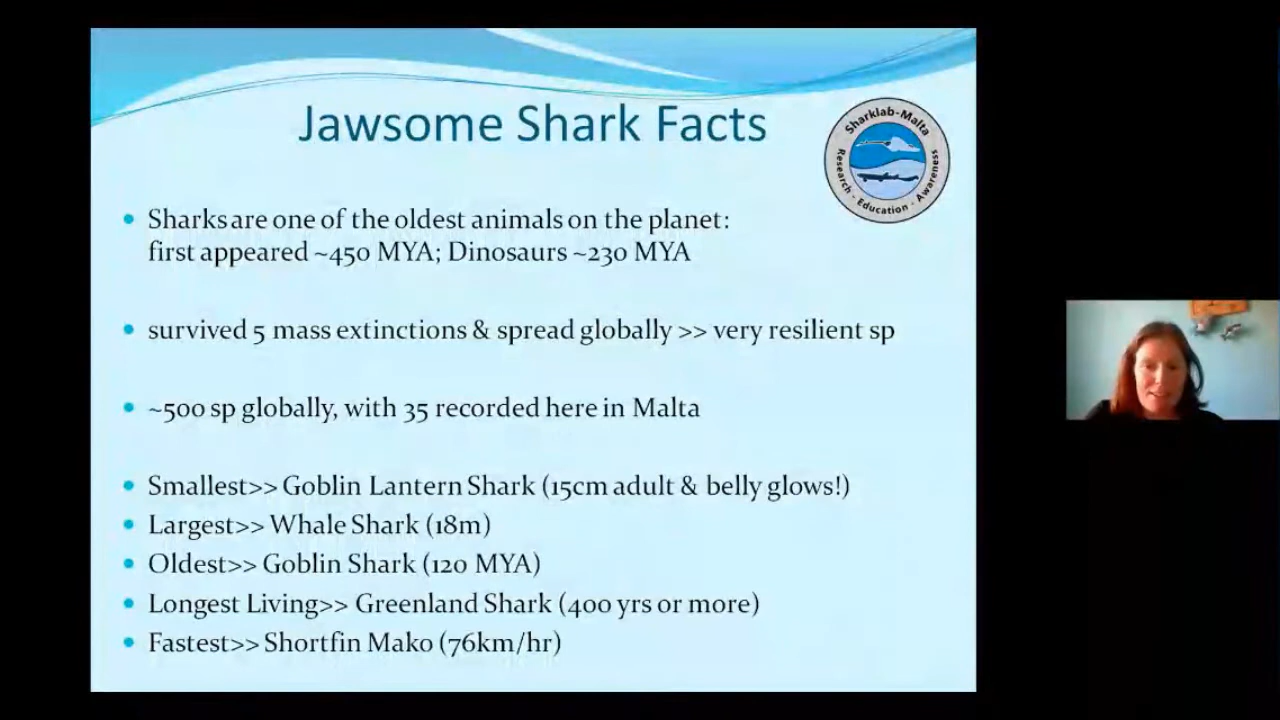 Jawsome Shark Facts
Sharklab-Malta
Research - Education - Awareness
• Sharks are one of the oldest animals on the planet:
first appeared ~450 MYA; Dinosaurs ~230 MYA
• survived 5 mass extinctions & spread globally >> very resilient sp
• ~500 sp globally, with 35 recorded here in Malta
• Smallest>> Goblin Lantern Shark (15cm adult & belly glows!)
• Largest>> Whale Shark (18m)
• Oldest>> Goblin Shark (120 MYA)
• Longest Living>> Greenland Shark (400 yrs or more)
• Fastest>> Shortfin Mako (76km/hr)